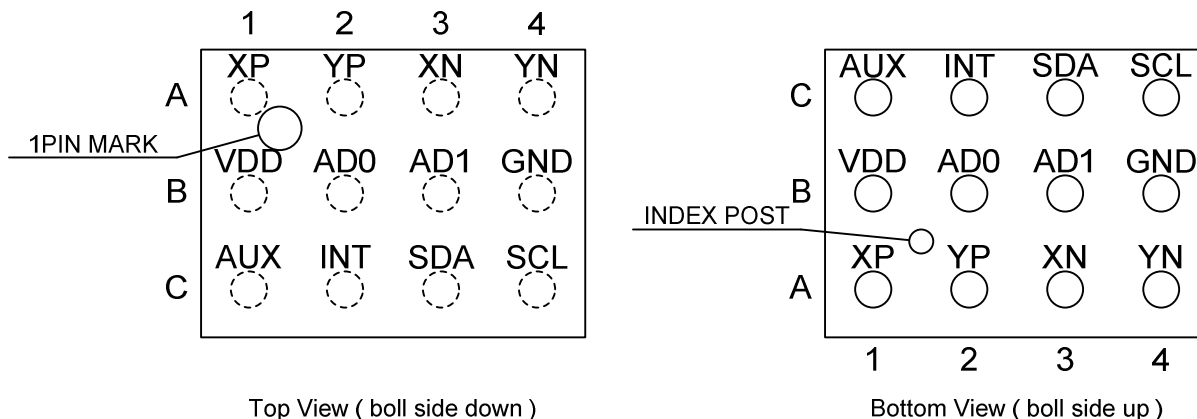 1 2 3 4
XP YP XN YN
A
1PIN MARK
VDD AD0 AD1 GND
B
AUX INT SDA SCL
C
Top View ( boll side down )
AUX INT SDA SCL
C
VDD AD0 AD1 GND
B
INDEX POST
XP YP XN YN
A
1 2 3 4
Bottom View ( boll side up )